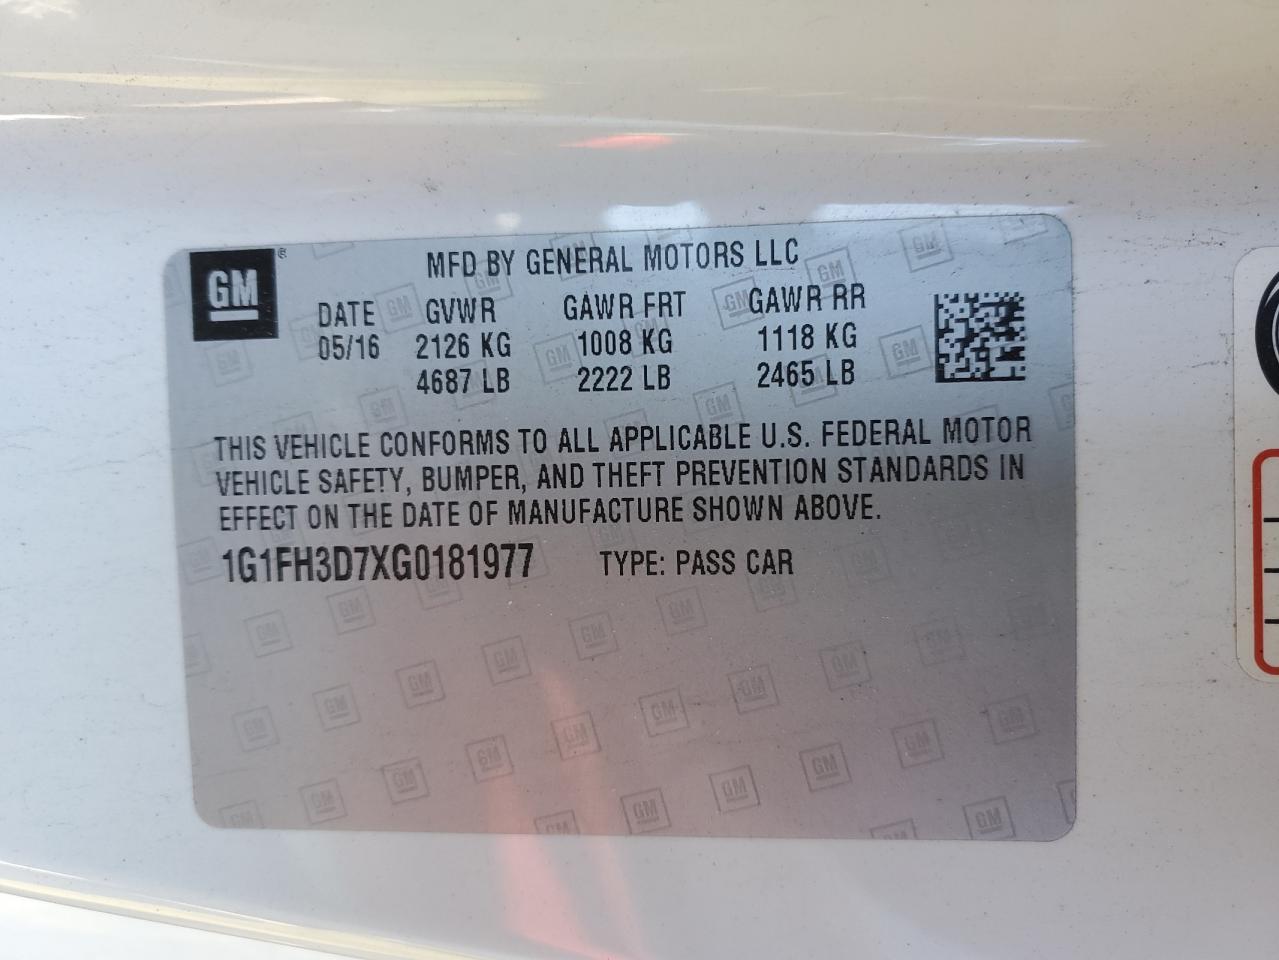 GM ®
MFD BY GENERAL MOTORS LLC
DATE GVWR GAWR FRT GAWR RR
05/16 2126 KG 1008 KG 1118 KG
4687 LB 2222 LB 2465 LB
THIS VEHICLE CONFORMS TO ALL APPLICABLE U.S. FEDERAL MOTOR
VEHICLE SAFETY, BUMPER, AND THEFT PREVENTION STANDARDS IN
EFFECT ON THE DATE OF MANUFACTURE SHOWN ABOVE.
1G1FH3D7XG0181977 TYPE: PASS CAR